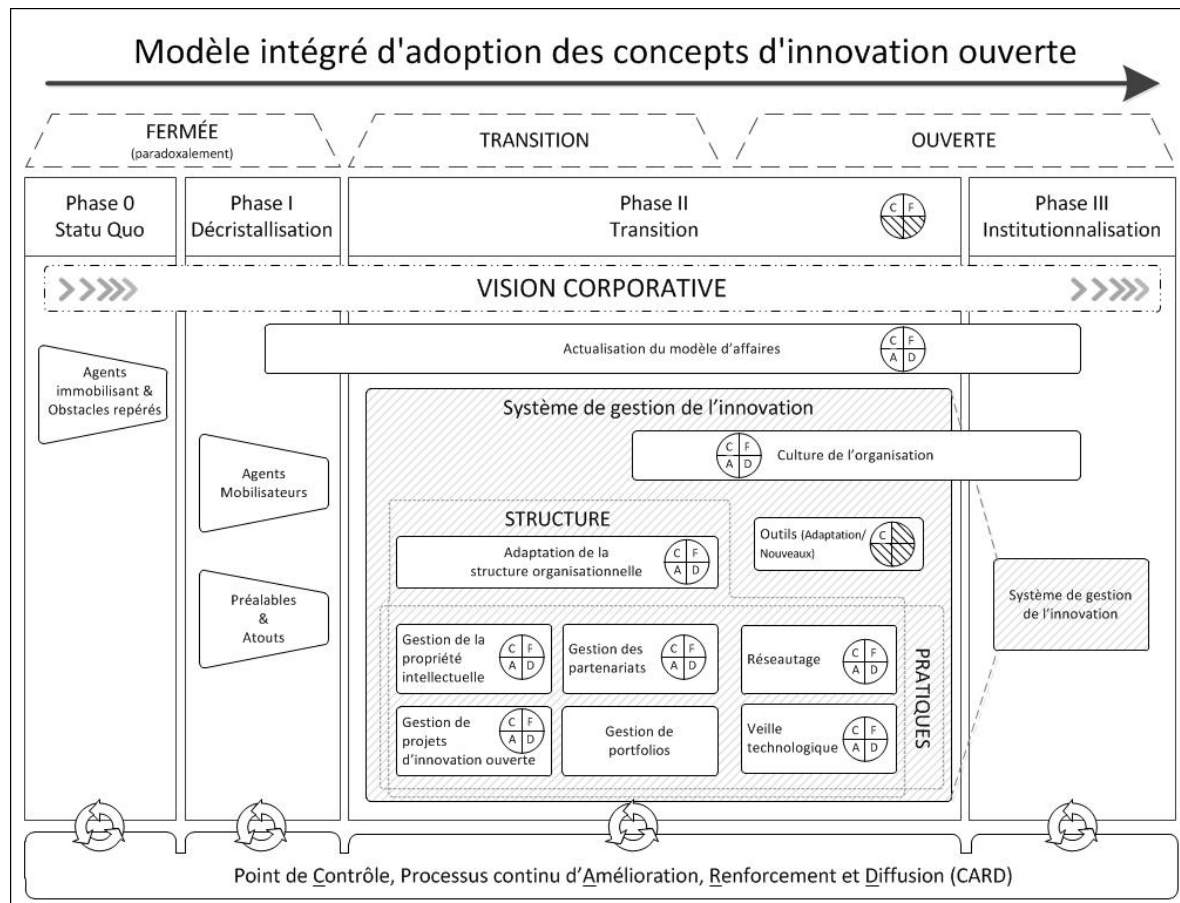 Modèle intégré d'adoption des concepts d'innovation ouverte
FERMÉE
(paradoxalement)
TRANSITION
OUVERTE
Phase 0
Statu Quo
Phase I
Décristallisation
Phase II
Transition
C F
Phase III
Institutionnalisation
VISION CORPORATIVE
Actualisation du modèle d'affaires
C F
A D
Agents
immobilisant &
Obstacles repérés
Système de gestion de l'innovation
C F
A D
Culture de l'organisation
Agents
Mobilisateurs
STRUCTURE
Adaptation de la
structure organisationnelle
C F
A D
Outils (Adaptation/
Nouveaux)
C
Préalables
&
Atouts
Système de gestion
de l'innovation
Gestion de la
propriété
intellectuelle
C F
A D
Gestion des
partenariats
C F
A D
Réseautage
C F
A D
PRATIQUES
Gestion de
projets
d'innovation ouverte
C F
A D
Gestion de
portfolios
Veille
technologique
C F
A D
Point de Contrôle, Processus continu d'Amélioration, Renforcement et Diffusion (CARD)